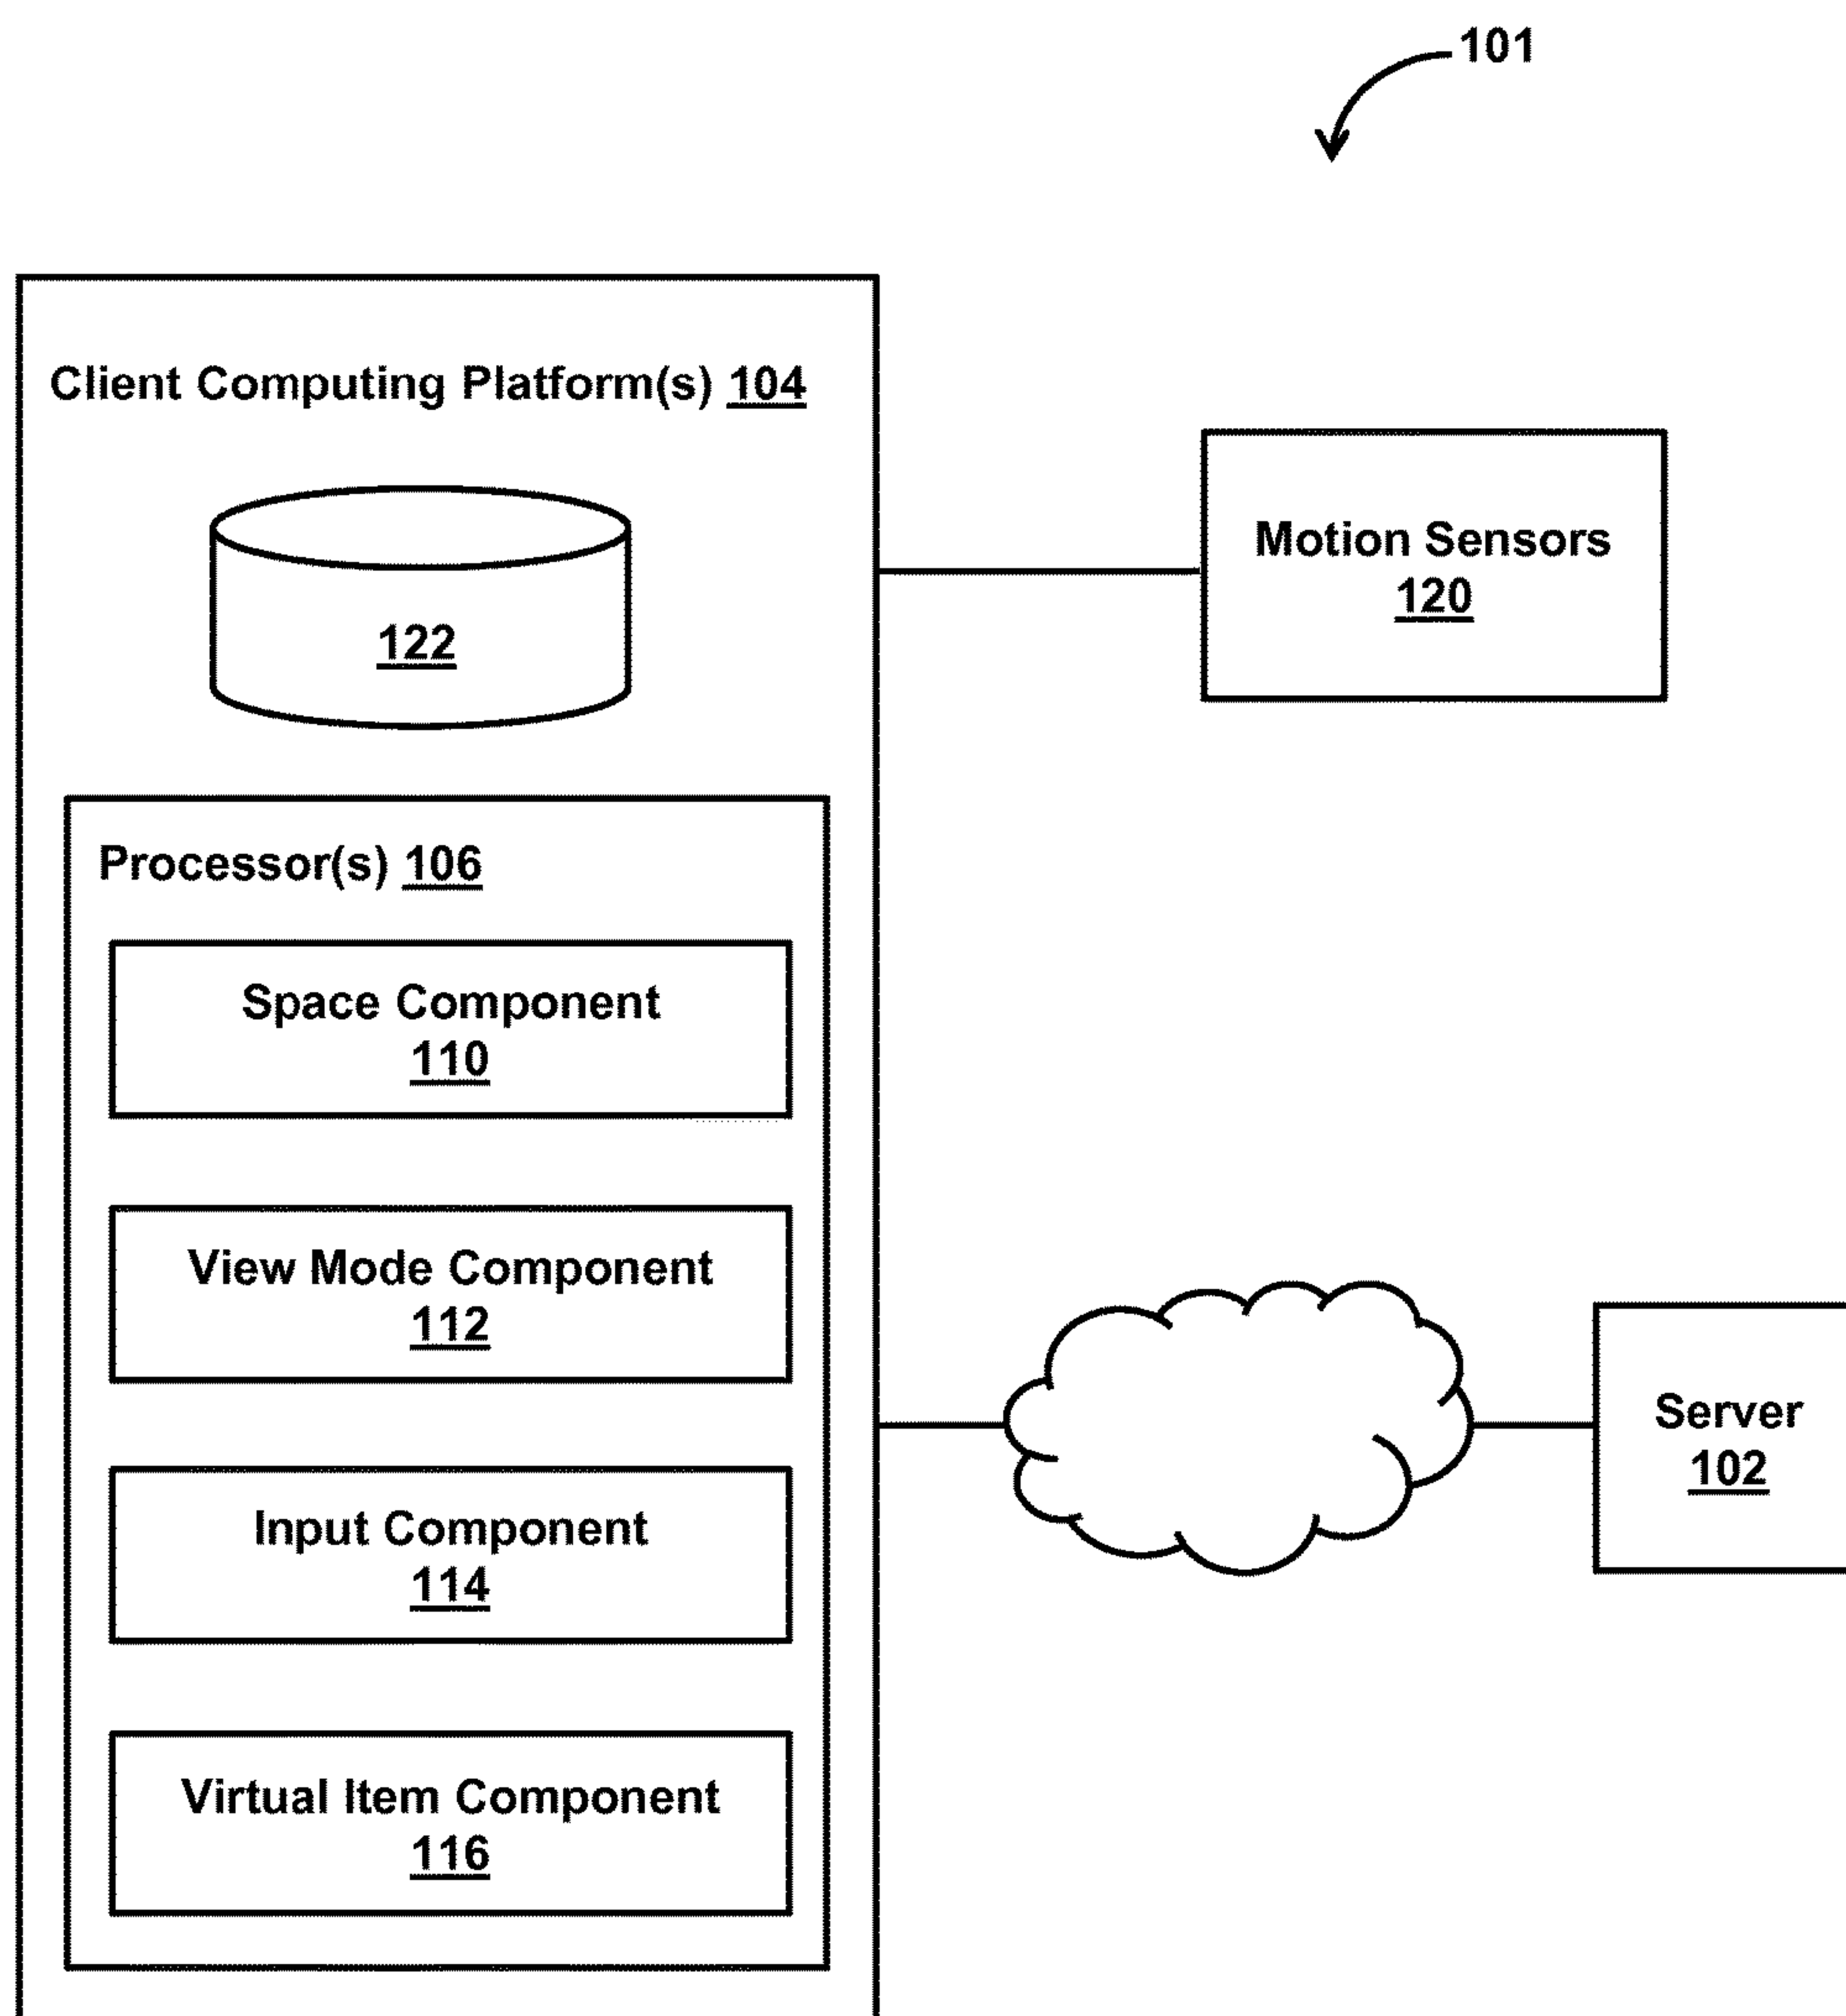 101
Client Computing Platform(s) 104
122
Motion Sensors
120
Processor(s) 106
Space Component
110
View Mode Component
112
Input Component
114
Virtual Item Component
116
Server
102